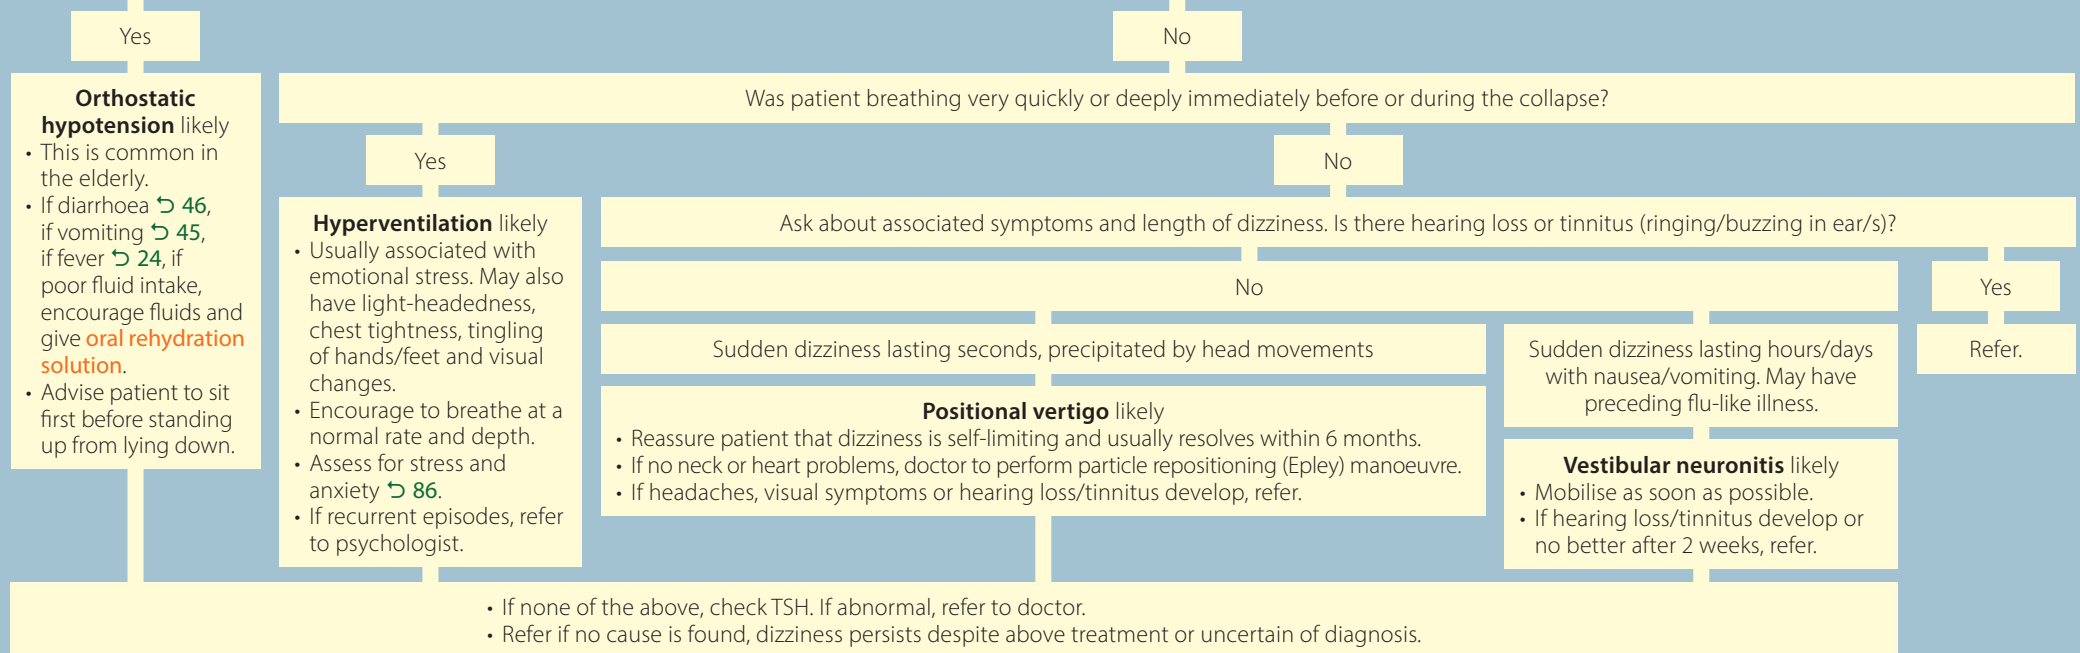 Yes
No
Orthostatic
hypotension likely
• This is common in
the elderly.
• If diarrhoea ⮌ 46,
if vomiting ⮌ 45,
if fever ⮌ 24, if
poor fluid intake,
encourage fluids and
give oral rehydration
solution.
• Advise patient to sit
first before standing
up from lying down.
Was patient breathing very quickly or deeply immediately before or during the collapse?
Yes
No
Hyperventilation likely
• Usually associated with
emotional stress. May also
have light-headedness,
chest tightness, tingling
of hands/feet and visual
changes.
• Encourage to breathe at a
normal rate and depth.
• Assess for stress and
anxiety ⮌ 86.
• If recurrent episodes, refer
to psychologist.
Ask about associated symptoms and length of dizziness. Is there hearing loss or tinnitus (ringing/buzzing in ear/s)?
No
Yes
Sudden dizziness lasting seconds, precipitated by head movements
Positional vertigo likely
• Reassure patient that dizziness is self-limiting and usually resolves within 6 months.
• If no neck or heart problems, doctor to perform particle repositioning (Epley) manoeuvre.
• If headaches, visual symptoms or hearing loss/tinnitus develop, refer.
Sudden dizziness lasting hours/days
with nausea/vomiting. May have
preceding flu-like illness.
Vestibular neuronitis likely
• Mobilise as soon as possible.
• If hearing loss/tinnitus develop or
no better after 2 weeks, refer.
Refer.
• If none of the above, check TSH. If abnormal, refer to doctor.
• Refer if no cause is found, dizziness persists despite above treatment or uncertain of diagnosis.